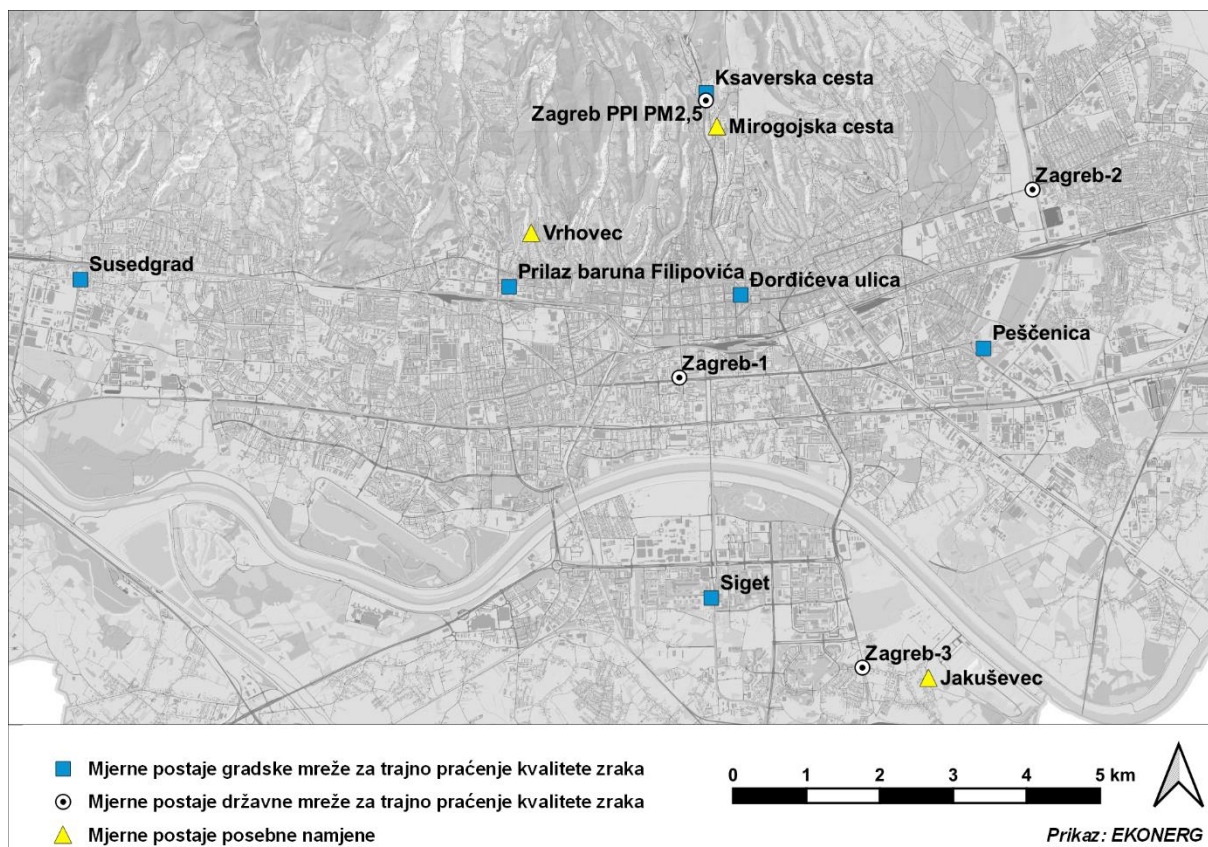 Ksaverska cesta
Zagreb PPI PM2,5
Mirogojska cesta
Zagreb-2
Vrhovec
Susedgrad
Prilaz baruna Filipovića
Đorđićeva ulica
Peščenica
Zagreb-1
Siget
Zagreb-3
Jakuševec
Mjerne postaje gradske mreže za trajno praćenje kvalitete zraka
Mjerne postaje državne mreže za trajno praćenje kvalitete zraka
Mjerne postaje posebne namjene
0 1 2 3 4 5 km
Prikaz: EKONERG